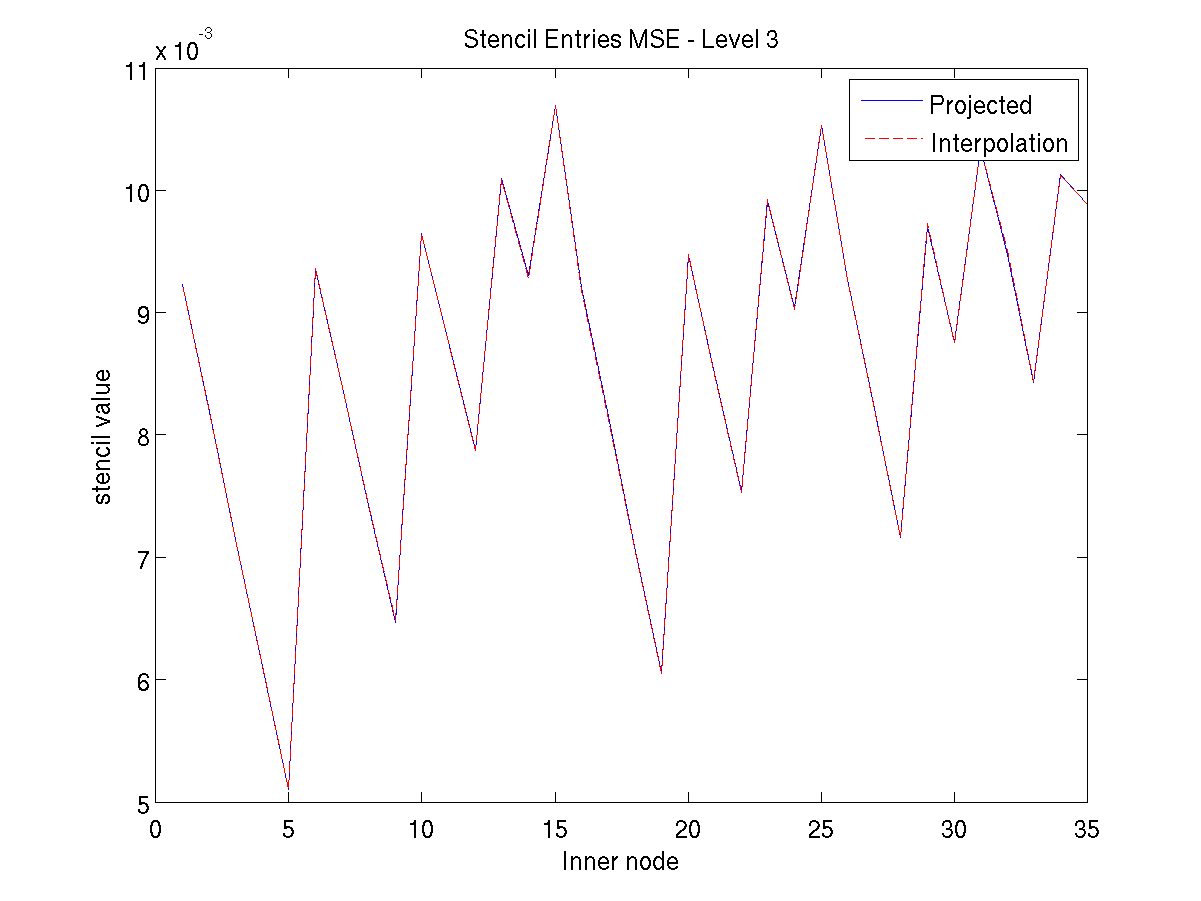 Stencil Entries MSE - Level 3
x 10^-3
11
10
9
8
7
6
5
0 5 10 15 20 25 30 35
stencil value
Inner node
Projected
Interpolation